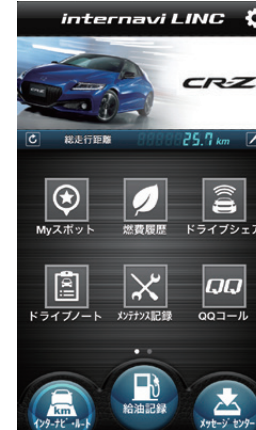 internavi LINC
CR-Z
総走行距離 25.7 km
Myスポット 燃費履歴 ドライブシェア
QQ
ドライブノート メンテナンス記録 QQコール
km
インターナビ・ルート 給油記録 メッセージ センター